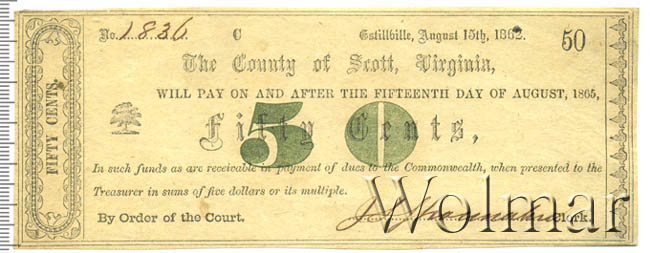 No. 1836 C Estillville, August 15th, 1862. 50
The County of Scott, Virginia,
WILL PAY ON AND AFTER THE FIFTEENTH DAY OF AUGUST, 1865,
Fifty Cents,
50
In such funds as are receivable in payment of dues to the Commonwealth, when presented to the
Treasurer in sums of five dollars or its multiple.
By Order of the Court. Clerk.
FIFTY CENTS.
Wolmar